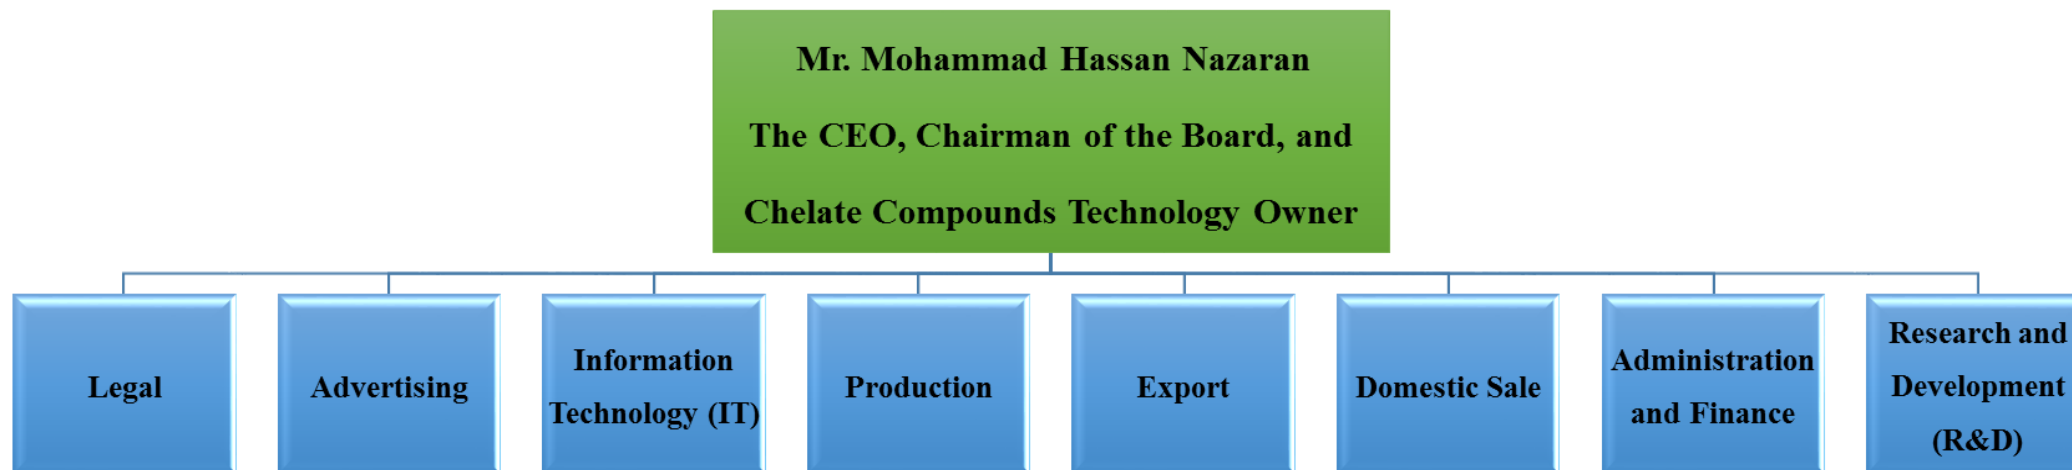 Mr. Mohammad Hassan Nazaran
The CEO, Chairman of the Board, and
Chelate Compounds Technology Owner
Legal
Advertising
Information
Technology (IT)
Production
Export
Domestic Sale
Administration
and Finance
Research and
Development
(R&D)